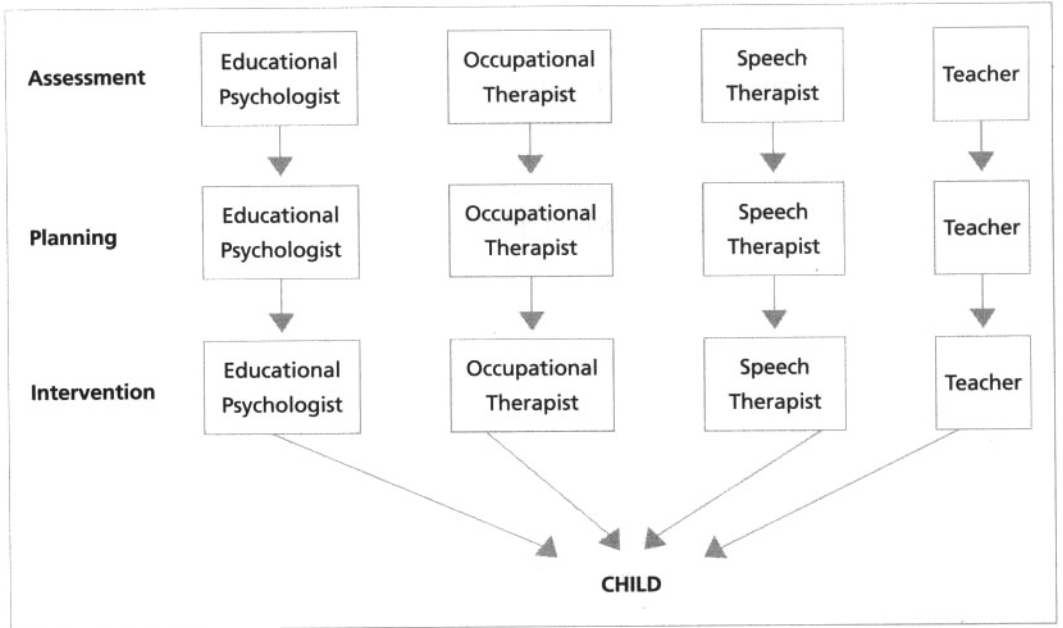 Assessment
Educational
Psychologist
Occupational
Therapist
Speech
Therapist
Teacher
Planning
Educational
Psychologist
Occupational
Therapist
Speech
Therapist
Teacher
Intervention
Educational
Psychologist
Occupational
Therapist
Speech
Therapist
Teacher
CHILD